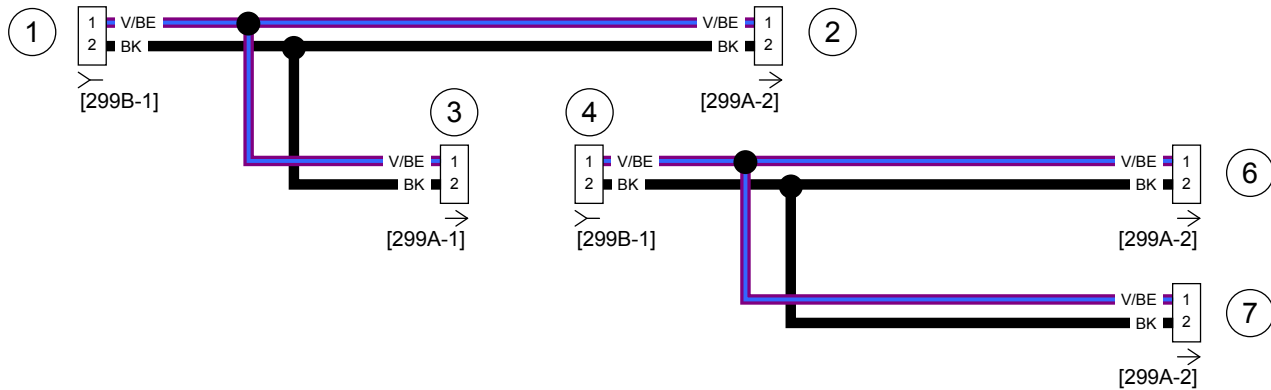 1
1 V/BE V/BE 1
2 BK BK 2
2
[299B-1]
[299A-2]
3
4
V/BE 1
BK 2
[299A-1]
1 V/BE V/BE 1
2 BK BK 2
6
[299B-1]
[299A-2]
V/BE 1
BK 2
7
[299A-2]